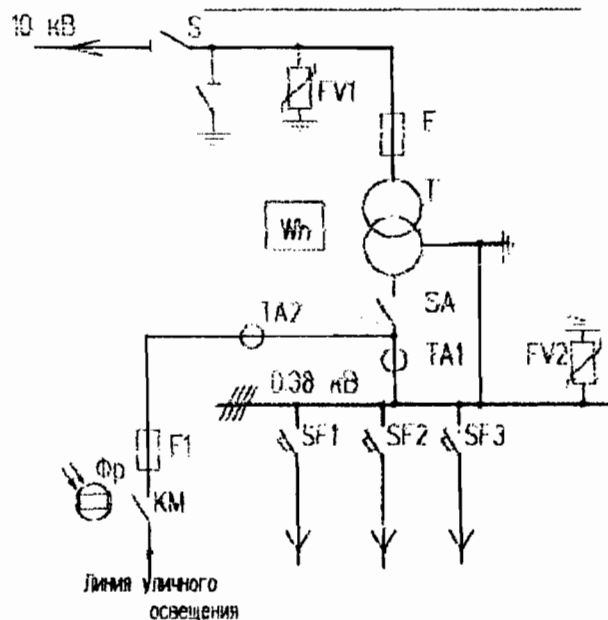 10 кВ
S
FV1
F
T
Wh
SA
TA2
TA1
FV2
0.38 кВ
F1
SF1
SF2
SF3
Фр
KM
Линия уличного
освещения